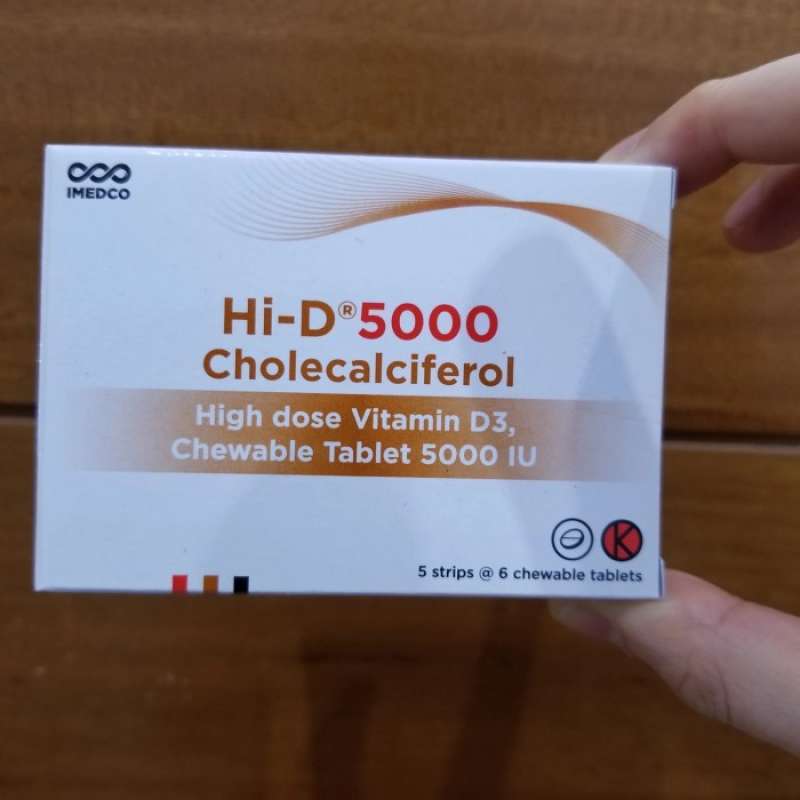 IMEDCO
Hi-D®5000
Cholecalciferol
High dose Vitamin D3,
Chewable Tablet 5000 IU
K
5 strips @ 6 chewable tablets